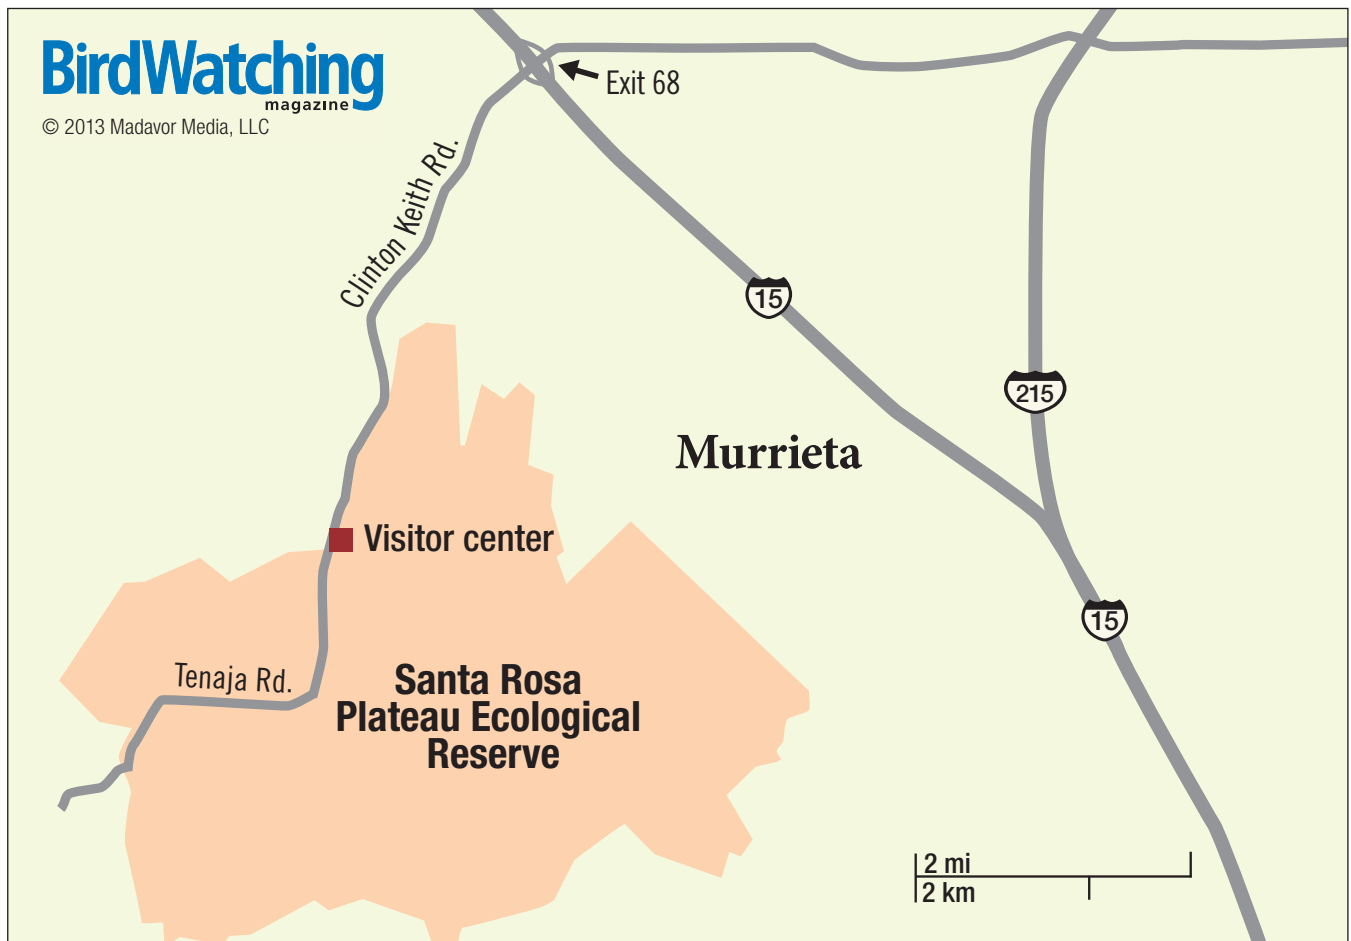 BirdWatching
magazine
© 2013 Madavor Media, LLC
Exit 68
Clinton Keith Rd.
15
215
Murrieta
Visitor center
15
Tenaja Rd.
Santa Rosa
Plateau Ecological
Reserve
2 mi
2 km